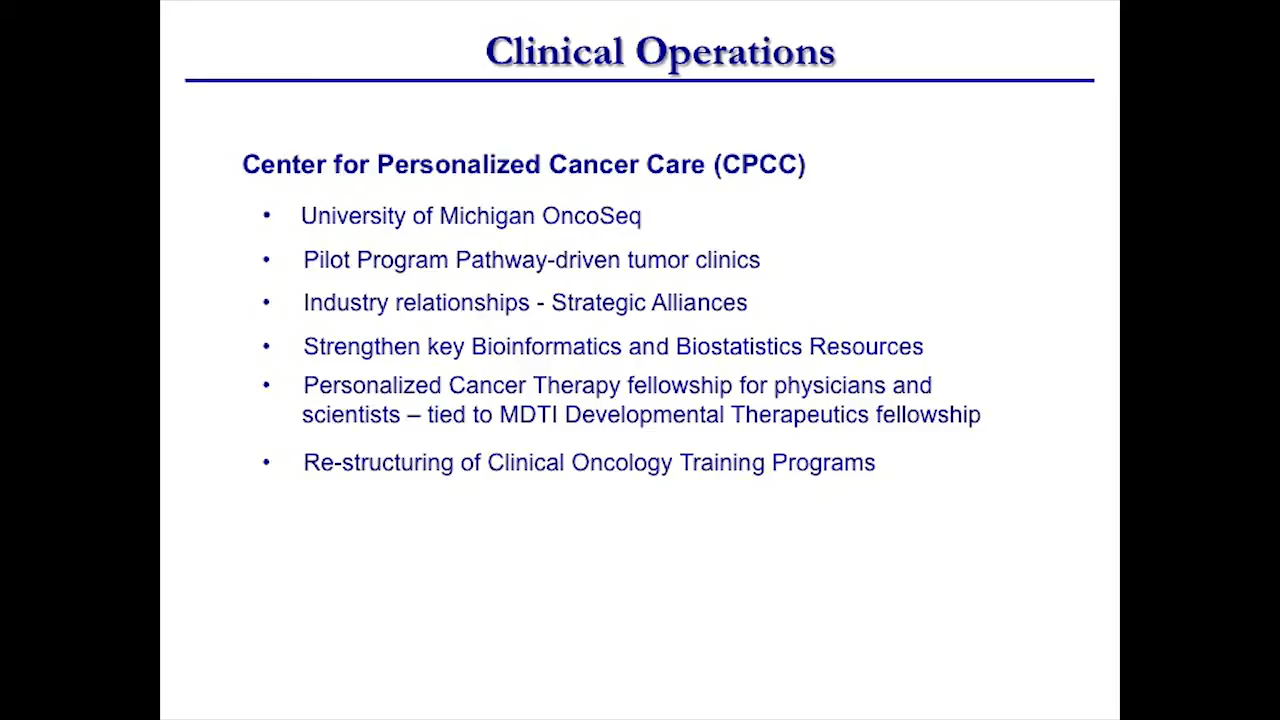 Clinical Operations
Center for Personalized Cancer Care (CPCC)
• University of Michigan OncoSeq
• Pilot Program Pathway-driven tumor clinics
• Industry relationships - Strategic Alliances
• Strengthen key Bioinformatics and Biostatistics Resources
• Personalized Cancer Therapy fellowship for physicians and
scientists – tied to MDTI Developmental Therapeutics fellowship
• Re-structuring of Clinical Oncology Training Programs